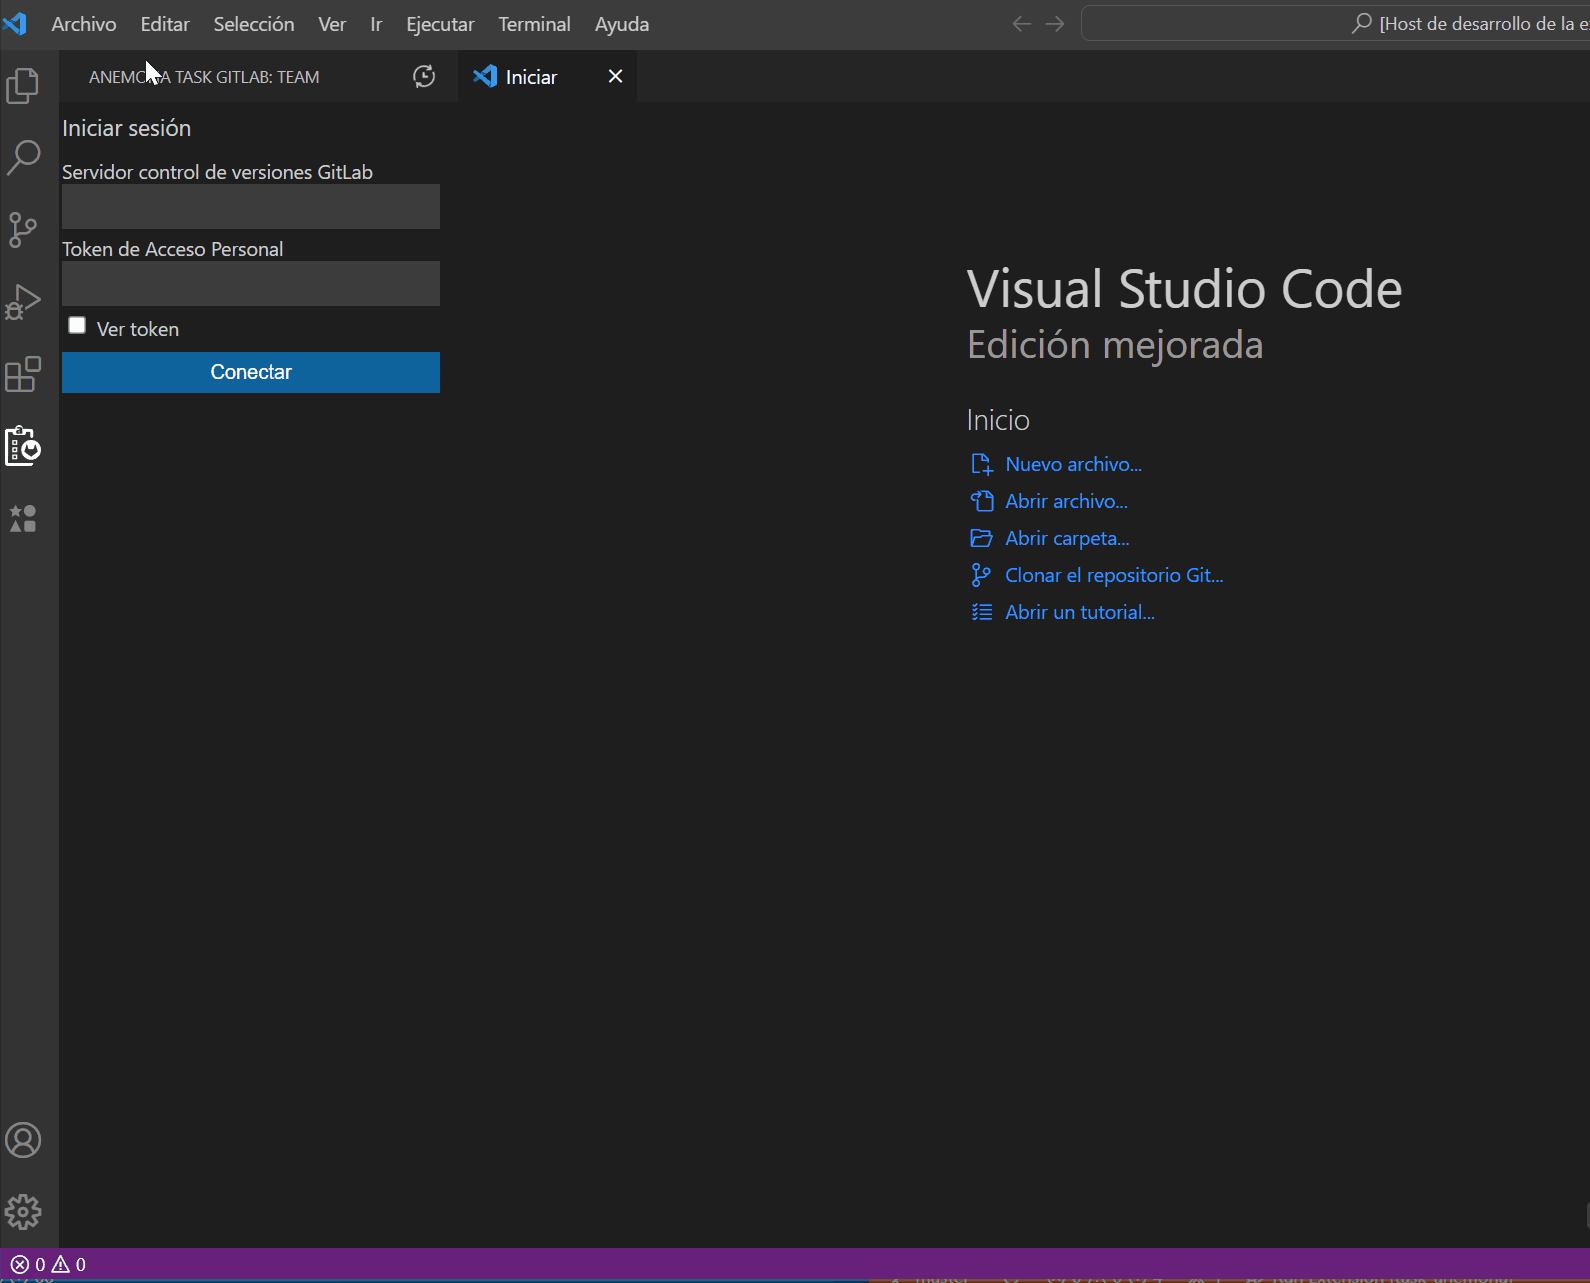 Archivo Editar Selección Ver Ir Ejecutar Terminal Ayuda
[Host de desarrollo de la e
TASK GITLAB: TEAM
Iniciar
Iniciar sesión
Servidor control de versiones GitLab
Token de Acceso Personal
Ver token
Conectar
Visual Studio Code
Edición mejorada
Inicio
Nuevo archivo...
Abrir archivo...
Abrir carpeta...
Clonar el repositorio Git...
Abrir un tutorial...
0 0